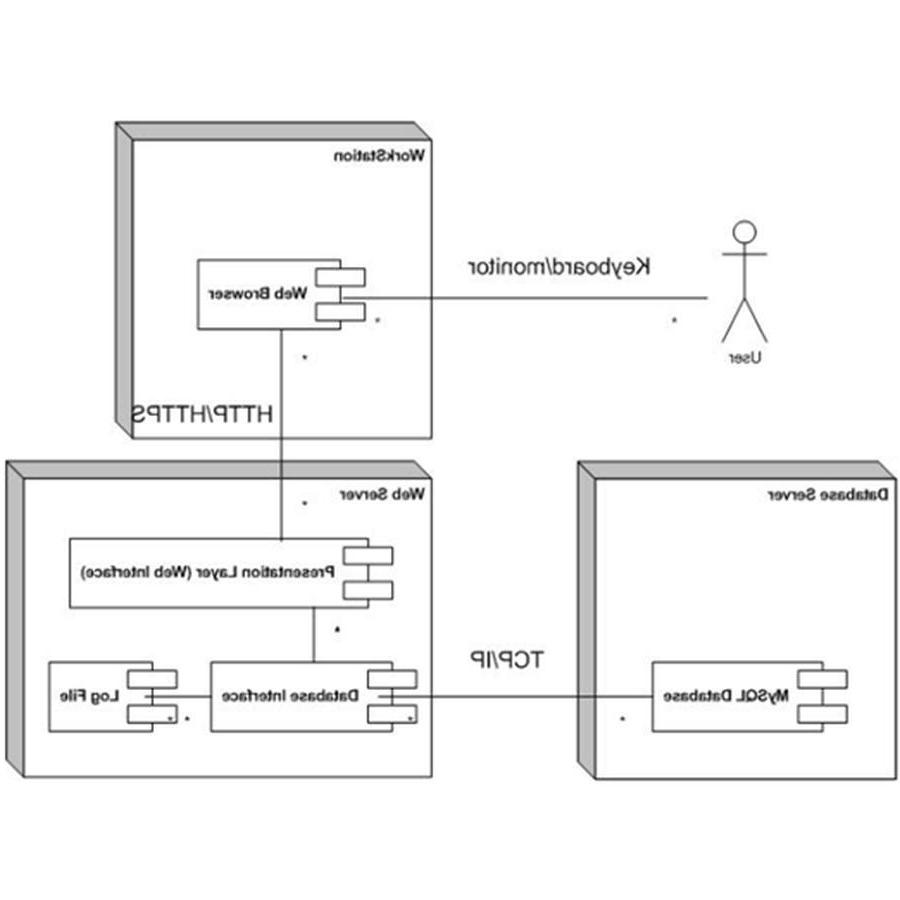 WorkStation
Keyboard/monitor
Web Browser
*
*
User
*
HTTP/HTTPS
Web Server
Database Server
*
Presentation Layer (Web Interface)
*
TCP/IP
Log File
Database Interface
MySQL Database
*
*
*
*